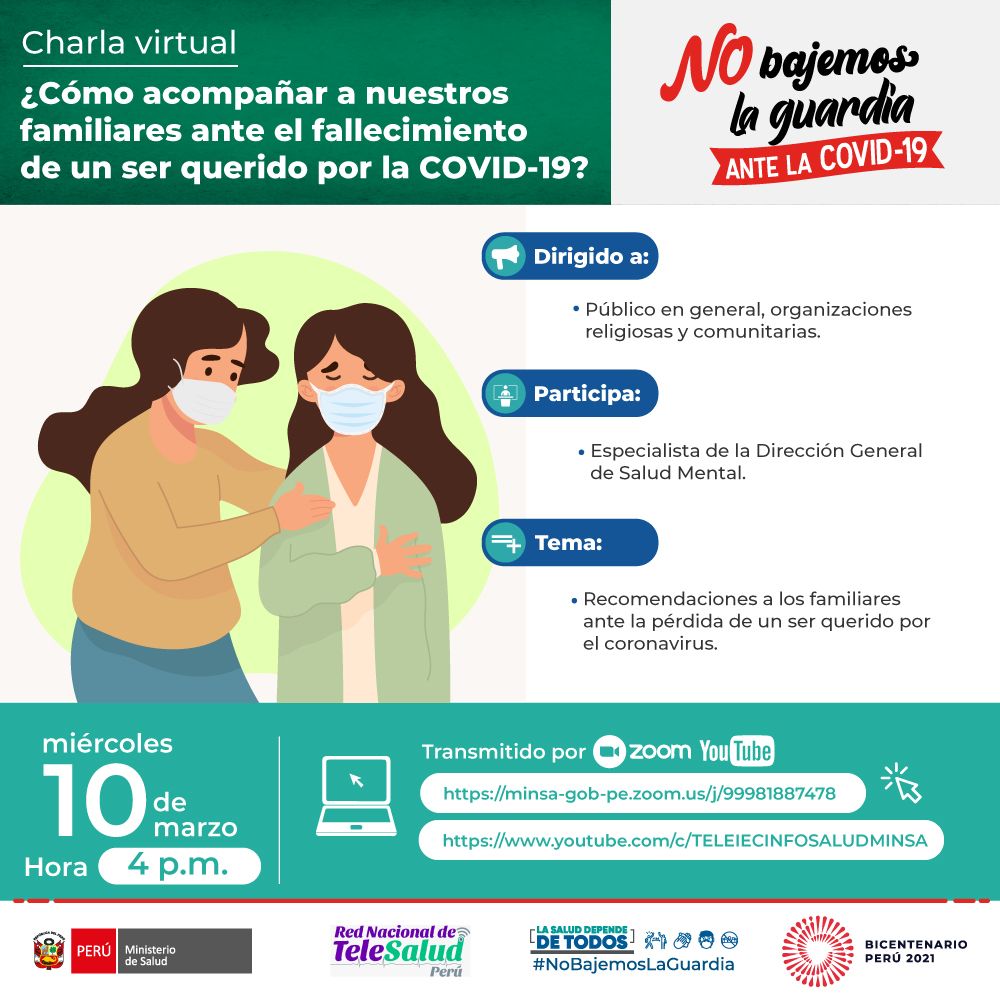 Charla virtual
¿Cómo acompañar a nuestros
familiares ante el fallecimiento
de un ser querido por la COVID-19?
NO bajemos
la guardia
ANTE LA COVID-19
Dirigido a:
• Público en general, organizaciones
religiosas y comunitarias.
Participa:
• Especialista de la Dirección General
de Salud Mental.
Tema:
• Recomendaciones a los familiares
ante la pérdida de un ser querido por
el coronavirus.
miércoles
10 de
marzo
Hora 4 p.m.
Transmitido por zoom YouTube
https://minsa-gob-pe.zoom.us/j/99981887478
https://www.youtube.com/c/TELEIECINFOSALUDMINSA
PERÚ
Ministerio
de Salud
Red Nacional de
TeleSalud
Perú
LA SALUD DEPENDE
DE TODOS
#NoBajemosLaGuardia
BICENTENARIO
PERÚ 2021